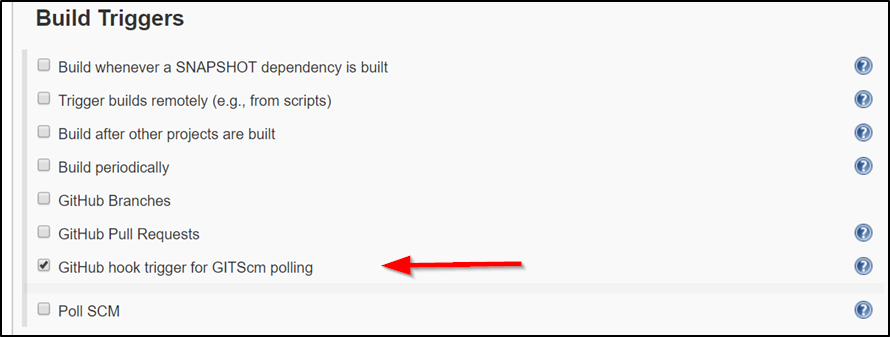 Build Triggers
Build whenever a SNAPSHOT dependency is built
Trigger builds remotely (e.g., from scripts)
Build after other projects are built
Build periodically
GitHub Branches
GitHub Pull Requests
GitHub hook trigger for GITScm polling
Poll SCM